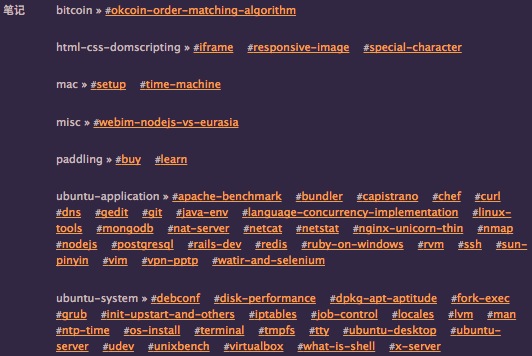 笔记 bitcoin » #okcoin-order-matching-algorithm
html-css-domscripting » #iframe #responsive-image #special-character
mac » #setup #time-machine
misc » #webim-nodejs-vs-eurasia
paddling » #buy #learn
ubuntu-application » #apache-benchmark #bundler #capistrano #chef #curl
#dns #gedit #git #java-env #language-concurrency-implementation #linux-
tools #mongodb #nat-server #netcat #netstat #nginx-unicorn-thin #nmap
#nodejs #postgresql #rails-dev #redis #ruby-on-windows #rvm #ssh #sun-
pinyin #vim #vpn-pptp #watir-and-selenium
ubuntu-system » #debconf #disk-performance #dpkg-apt-aptitude #fork-exec
#grub #init-upstart-and-others #iptables #job-control #locales #lvm #man
#ntp-time #os-install #terminal #tmpfs #tty #ubuntu-desktop #ubuntu-
server #udev #unixbench #virtualbox #what-is-shell #x-server